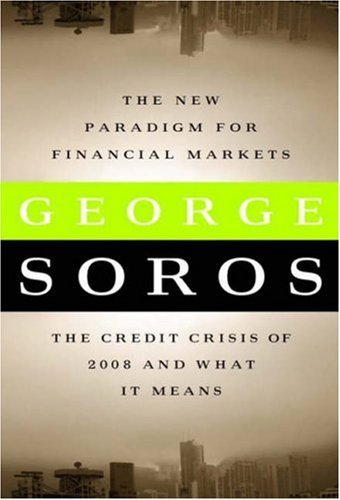 THE NEW
PARADIGM FOR
FINANCIAL MARKETS
GEORGE
SOROS
THE CREDIT CRISIS OF
2008 AND WHAT
IT MEANS